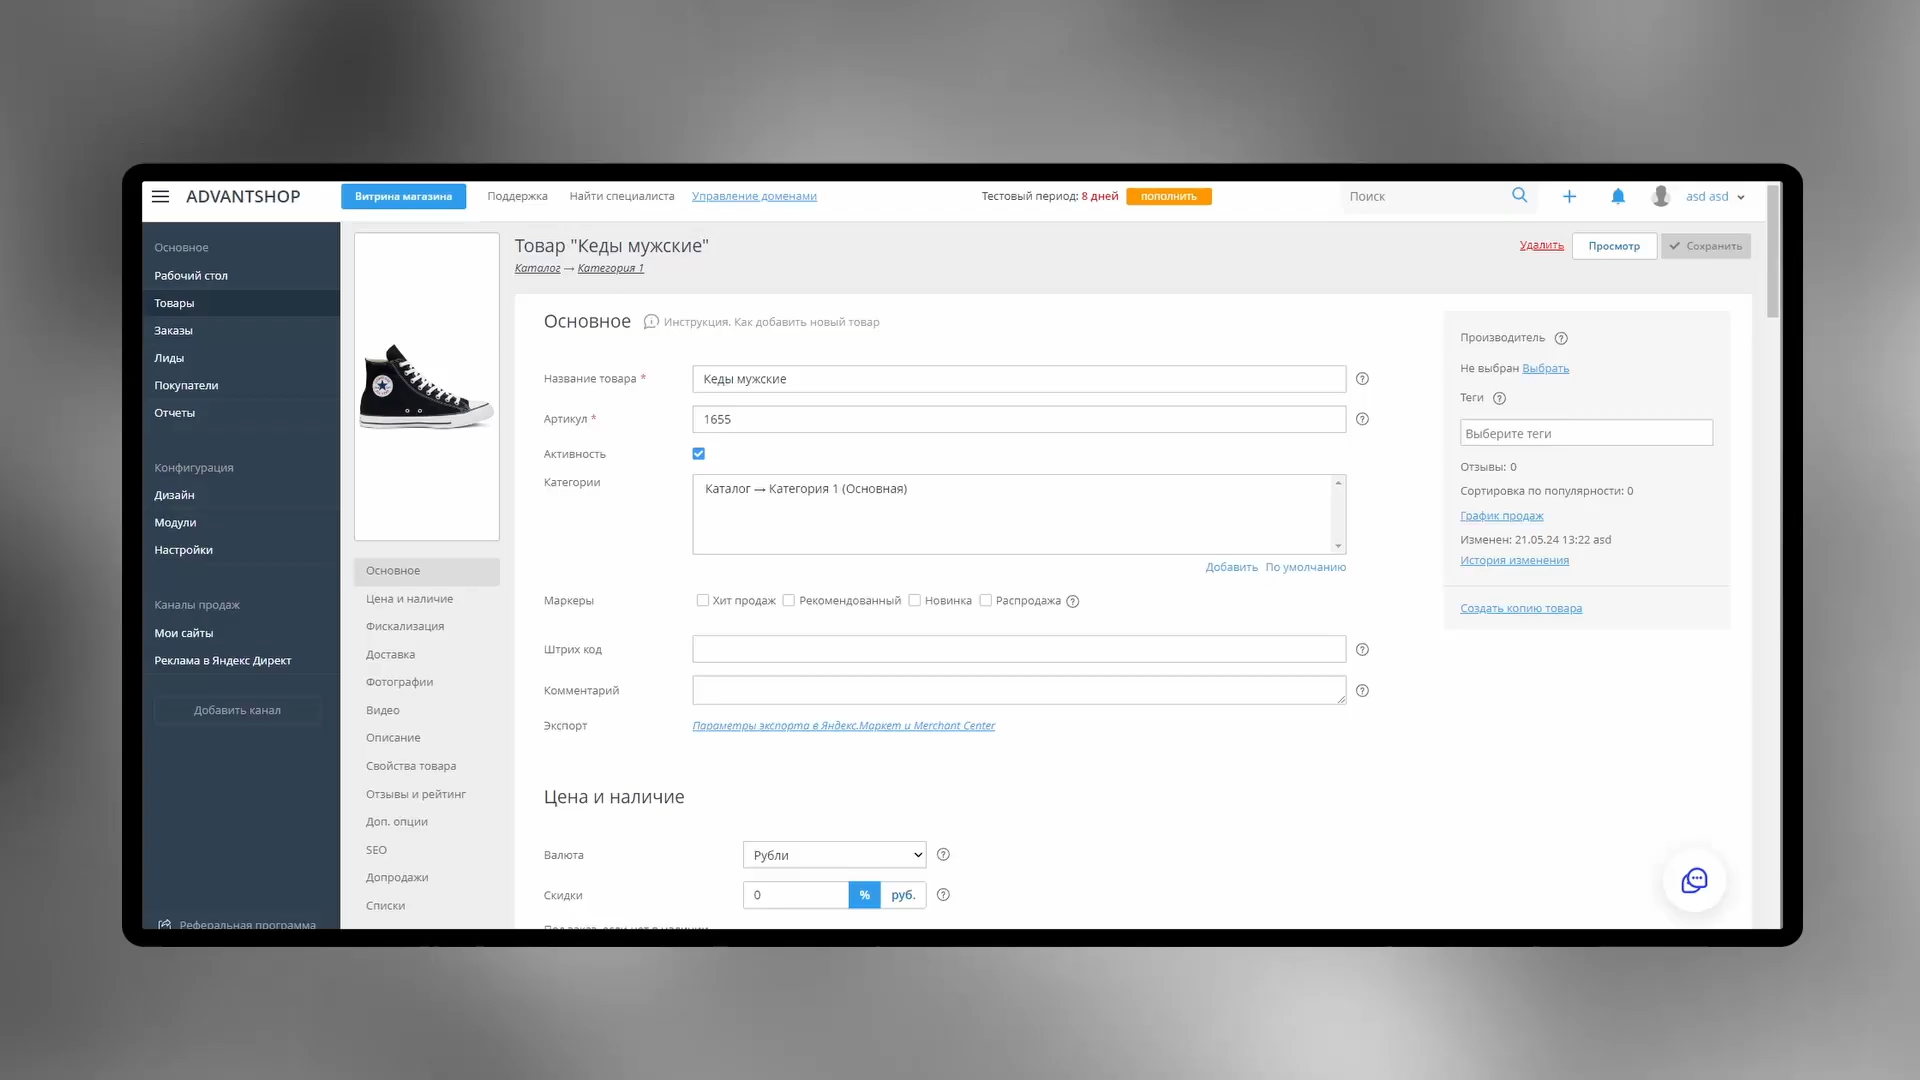 ADVANTSHOP
Витрина магазина
Поддержка
Найти специалиста
Управление доменами
Тестовый период: 8 дней
пополнить
Поиск
asd asd
Основное
Рабочий стол
Товары
Заказы
Лиды
Покупатели
Отчеты
Конфигурация
Дизайн
Модули
Настройки
Каналы продаж
Мои сайты
Реклама в Яндекс Директ
Добавить канал
Реферальная программа
Основное
Цена и наличие
Фискализация
Доставка
Фотографии
Видео
Описание
Свойства товара
Отзывы и рейтинг
Доп. опции
SEO
Допродажи
Списки
Товар "Кеды мужские"
Каталог → Категория 1
Удалить
Просмотр
Сохранить
Основное
Инструкция. Как добавить новый товар
Название товара * Кеды мужские
Артикул * 1655
Активность
Категории Каталог → Категория 1 (Основная)
Добавить По умолчанию
Маркеры Хит продаж Рекомендованный Новинка Распродажа
Штрих код
Комментарий
Экспорт Параметры экспорта в Яндекс.Маркет и Merchant Center
Цена и наличие
Валюта Рубли
Скидки 0 % руб.
Производитель
Не выбран Выбрать
Теги
Выберите теги
Отзывы: 0
Сортировка по популярности: 0
График продаж
Изменен: 21.05.24 13:22 asd
История изменения
Создать копию товара